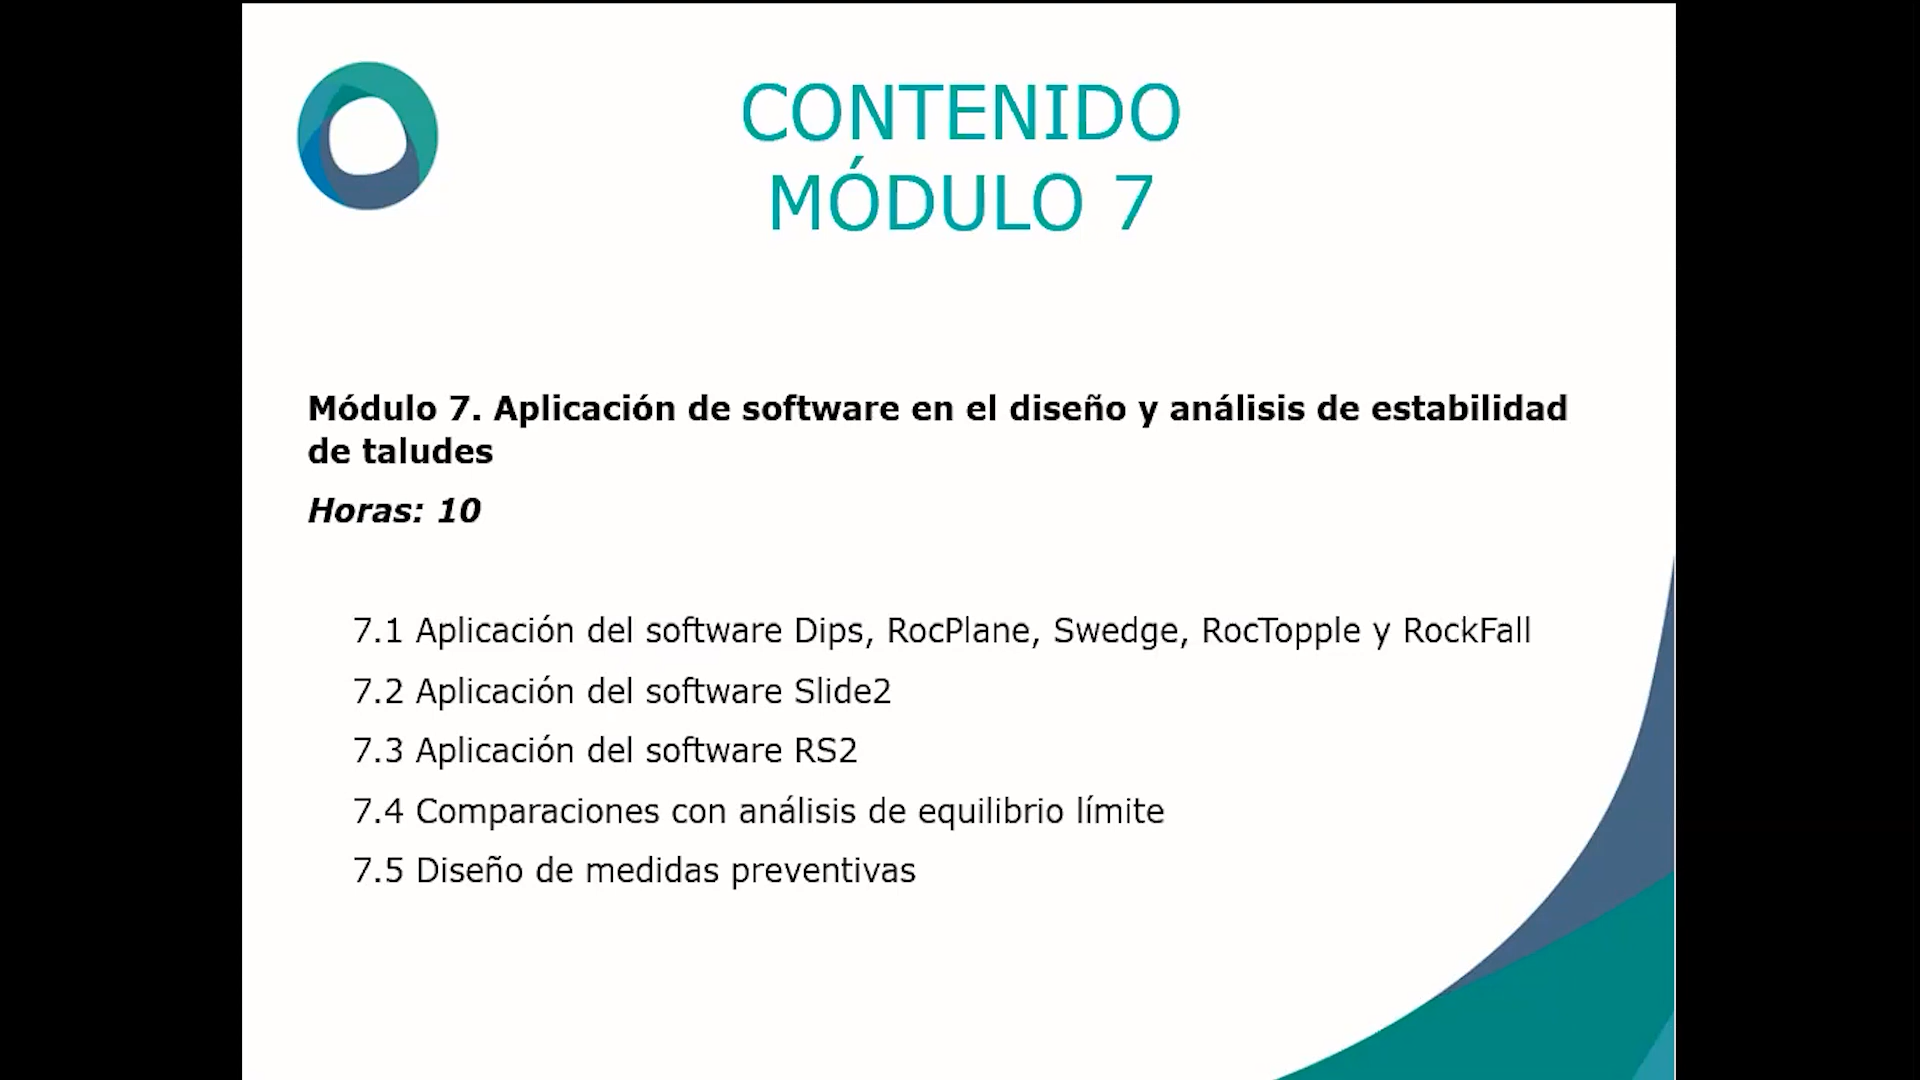 CONTENIDO
MÓDULO 7
Módulo 7. Aplicación de software en el diseño y análisis de estabilidad
de taludes
Horas: 10
7.1 Aplicación del software Dips, RocPlane, Swedge, RocTopple y RockFall
7.2 Aplicación del software Slide2
7.3 Aplicación del software RS2
7.4 Comparaciones con análisis de equilibrio límite
7.5 Diseño de medidas preventivas